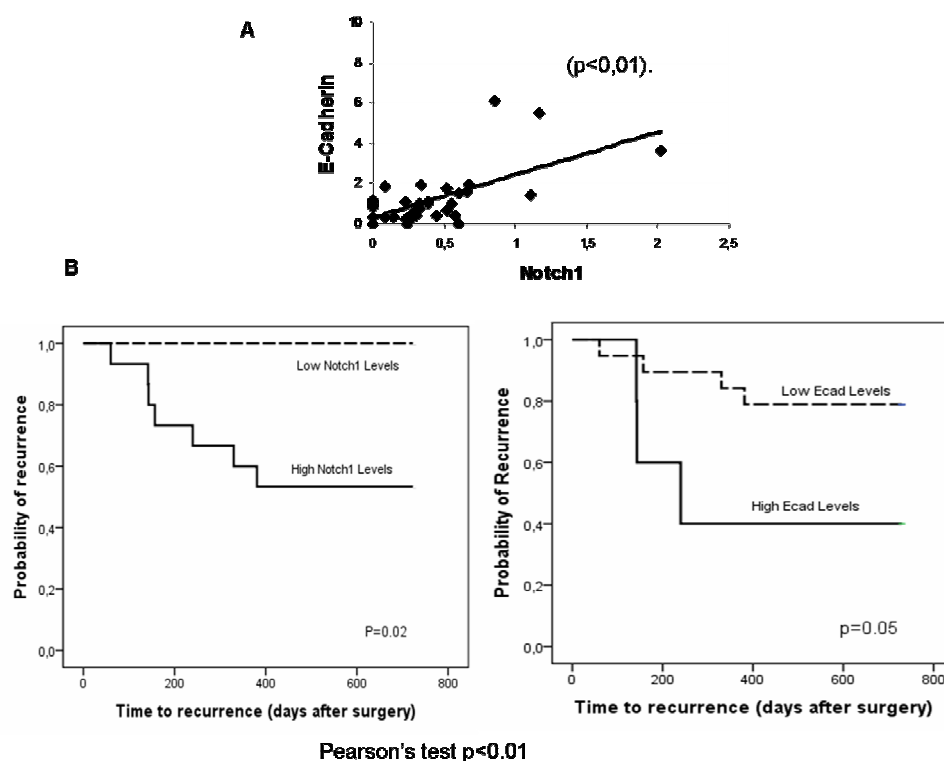 A
10
8
6
4
2
0
E-Cadherin
(p<0,01).
0 0,5 1 1,5 2 2,5
Notch1
B
1,0
0,8
0,6
0,4
0,2
0,0
Probability of recurrence
Low Notch1 Levels
High Notch1 Levels
P=0.02
0 200 400 600 800
Time to recurrence (days after surgery)
1,0
0,8
0,6
0,4
0,2
0,0
Probability of Recurrence
Low Ecad Levels
High Ecad Levels
p=0.05
0 200 400 600 800
Time to recurrence (days after surgery)
Pearson's test p<0.01